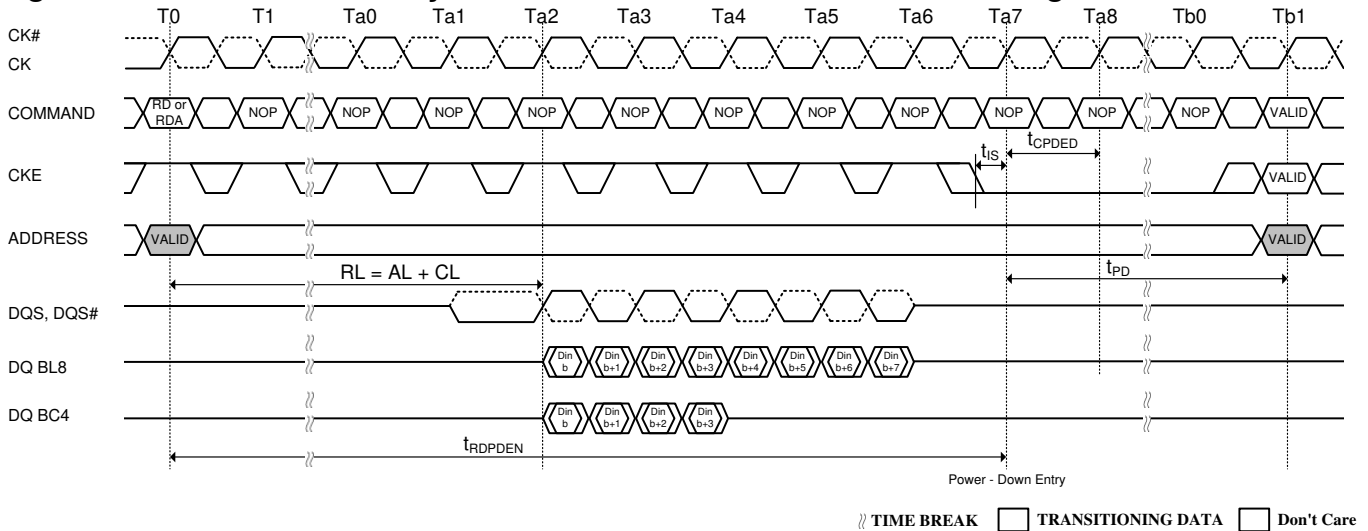 T0 T1 Ta0 Ta1 Ta2 Ta3 Ta4 Ta5 Ta6 Ta7 Ta8 Tb0 Tb1
CK#
CK
COMMAND RD or RDA NOP NOP NOP NOP NOP NOP NOP NOP NOP NOP NOP VALID
tIS tCPDED
CKE VALID
ADDRESS VALID VALID
RL = AL + CL tPD
DQS, DQS#
DQ BL8 Din b Din b+1 Din b+2 Din b+3 Din b+4 Din b+5 Din b+6 Din b+7
DQ BC4 Din b Din b+1 Din b+2 Din b+3
tRDPDEN
Power - Down Entry
TIME BREAK TRANSITIONING DATA Don't Care